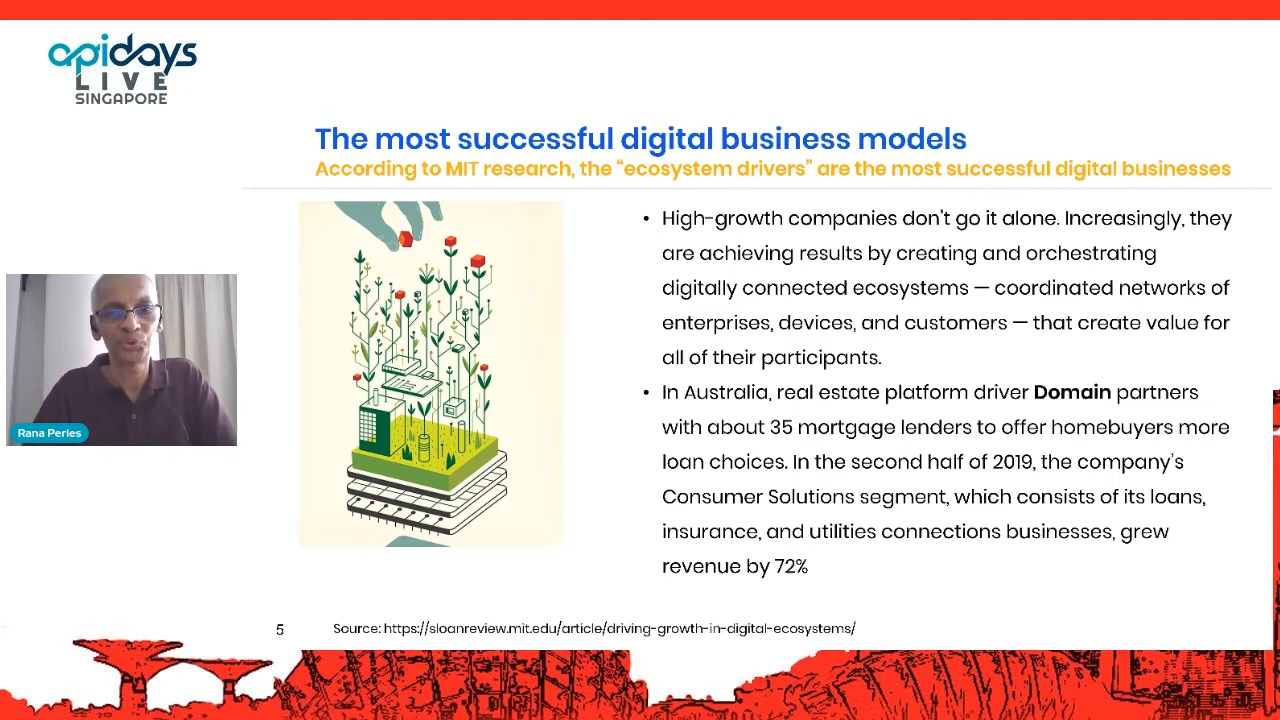 apidays
LIVE
SINGAPORE
The most successful digital business models
According to MIT research, the “ecosystem drivers” are the most successful digital businesses
• High-growth companies don’t go it alone. Increasingly, they
are achieving results by creating and orchestrating
digitally connected ecosystems — coordinated networks of
enterprises, devices, and customers — that create value for
all of their participants.
• In Australia, real estate platform driver Domain partners
with about 35 mortgage lenders to offer homebuyers more
loan choices. In the second half of 2019, the company’s
Consumer Solutions segment, which consists of its loans,
insurance, and utilities connections businesses, grew
revenue by 72%
Rana Peries
5
Source: https://sloanreview.mit.edu/article/driving-growth-in-digital-ecosystems/